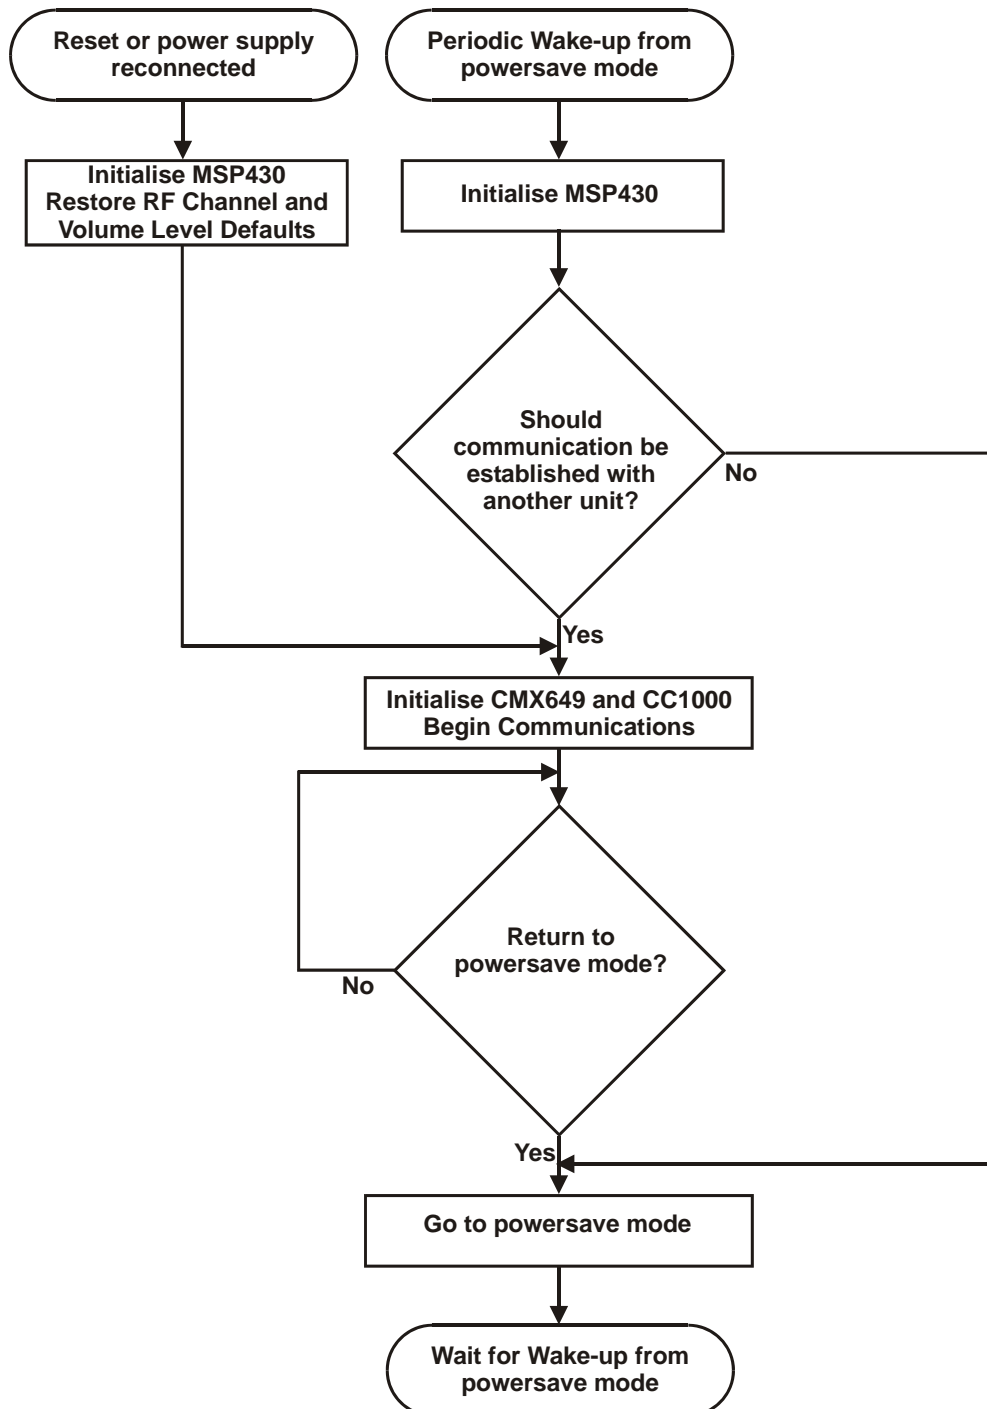 Reset or power supply
reconnected
Periodic Wake-up from
powersave mode
Initialise MSP430
Restore RF Channel and
Volume Level Defaults
Initialise MSP430
Should
communication be
established with
another unit?
No
Yes
Initialise CMX649 and CC1000
Begin Communications
Return to
powersave mode?
No
Yes
Go to powersave mode
Wait for Wake-up from
powersave mode